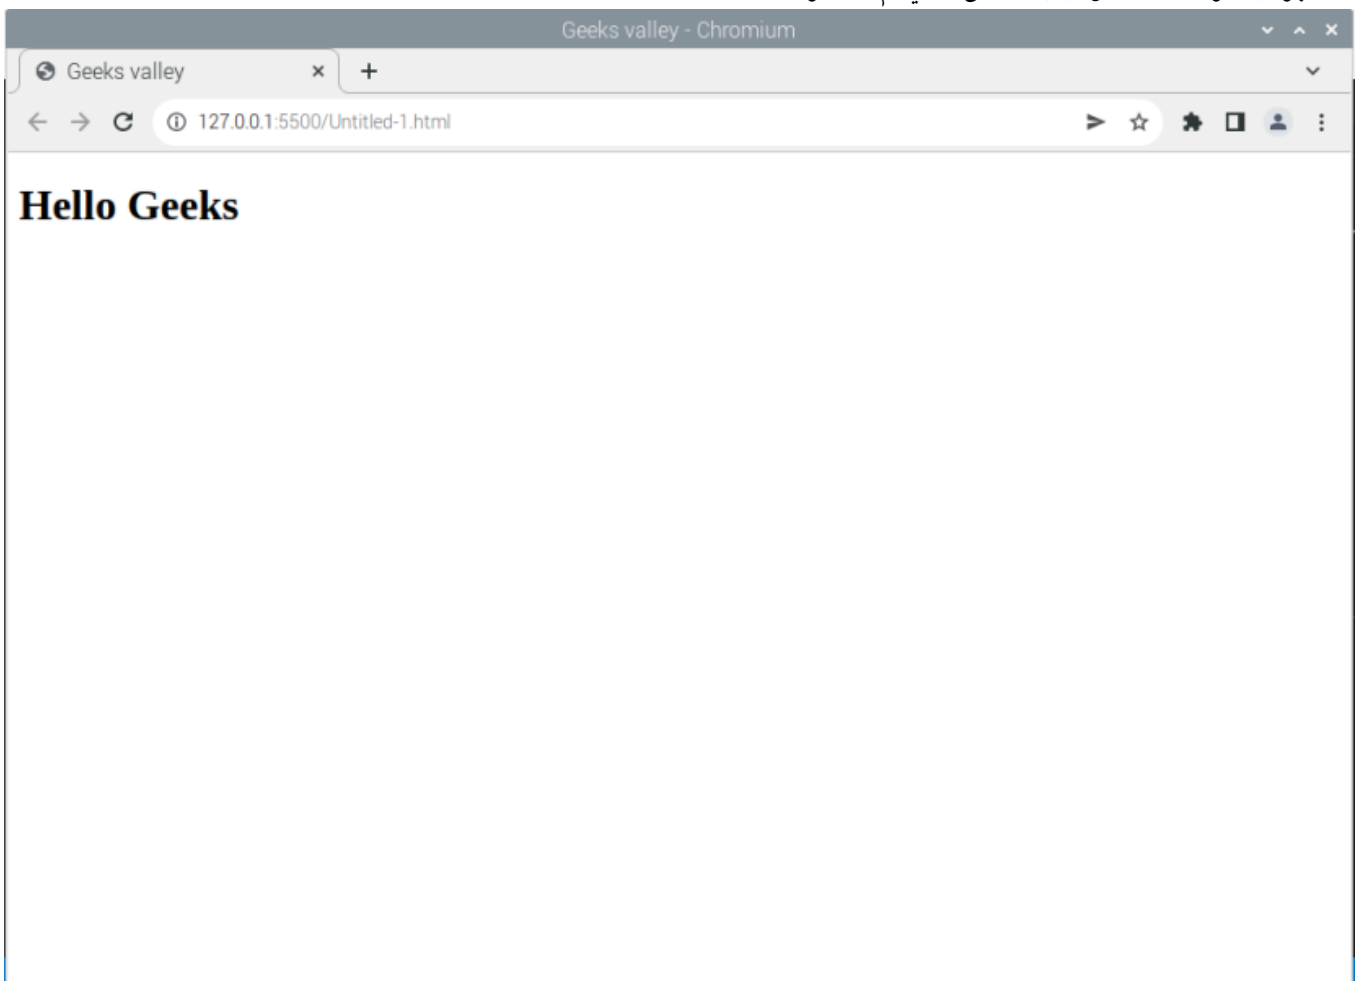 Geeks valley - Chromium
Geeks valley
127.0.0.1:5500/Untitled-1.html
Hello Geeks